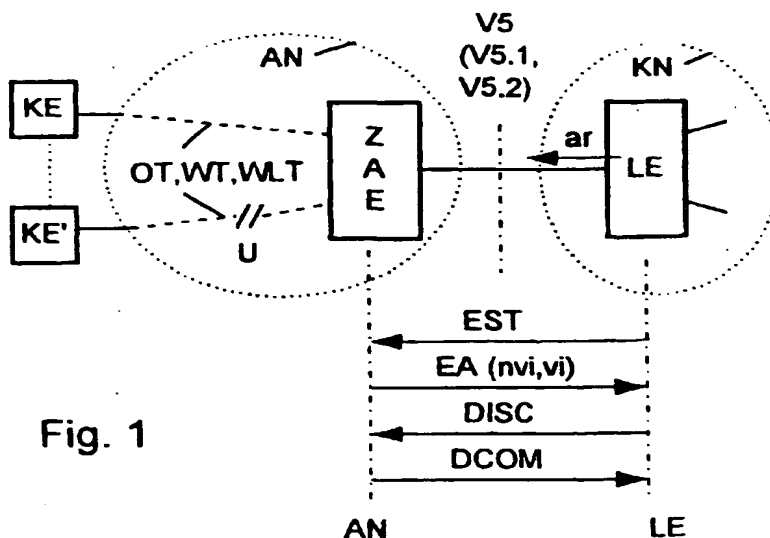 V5
(V5.1,
V5.2)
AN
KN
KE
Z
A
E
ar
LE
OT,WT,WLT
KE'
U
EST
EA (nvi,vi)
DISC
DCOM
Fig. 1
AN
LE